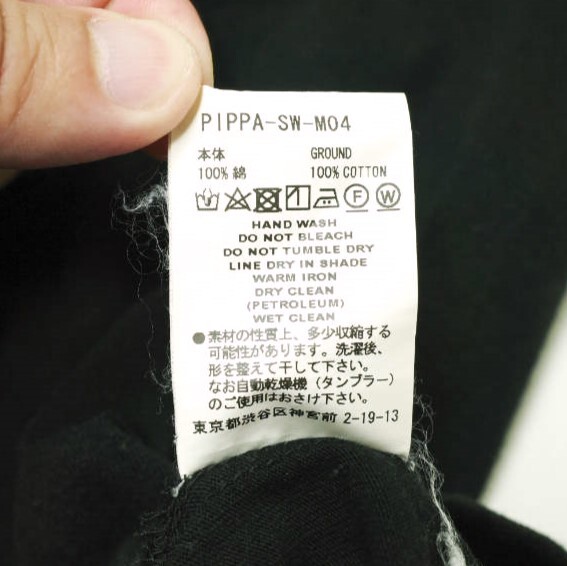 PIPPA-SW-M04
本体 GROUND
100% 綿 100% COTTON
F W
HAND WASH
DO NOT BLEACH
DO NOT TUMBLE DRY
LINE DRY IN SHADE
WARM IRON
DRY CLEAN
(PETROLEUM)
WET CLEAN
●素材の性質上、多少収縮する
可能性があります。洗濯後、
形を整えて干して下さい。
なお自動乾燥機（タンブラー）
のご使用はおさけ下さい。
東京都渋谷区神宮前 2-19-13